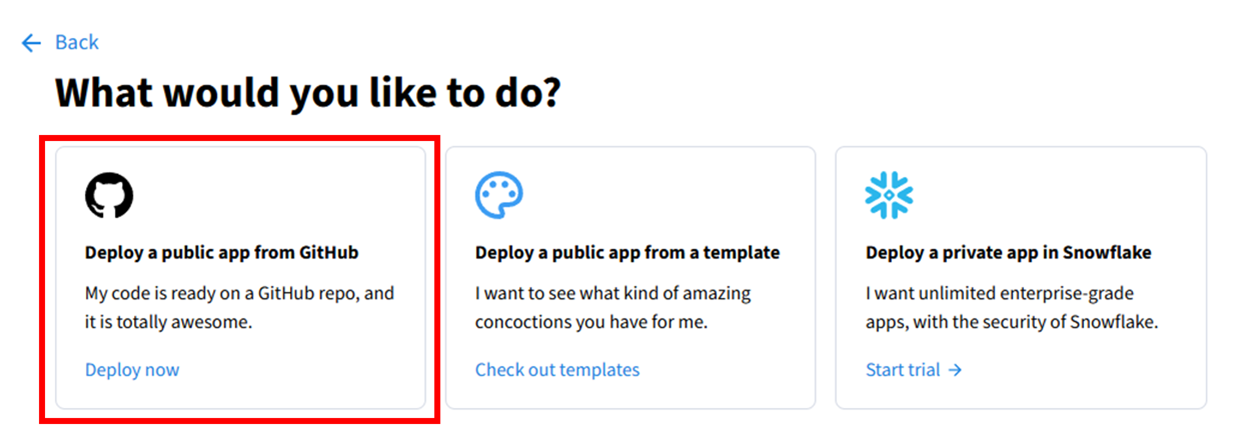 ← Back
What would you like to do?
Deploy a public app from GitHub
My code is ready on a GitHub repo, and
it is totally awesome.
Deploy now
Deploy a public app from a template
I want to see what kind of amazing
concoctions you have for me.
Check out templates
Deploy a private app in Snowflake
I want unlimited enterprise-grade
apps, with the security of Snowflake.
Start trial →